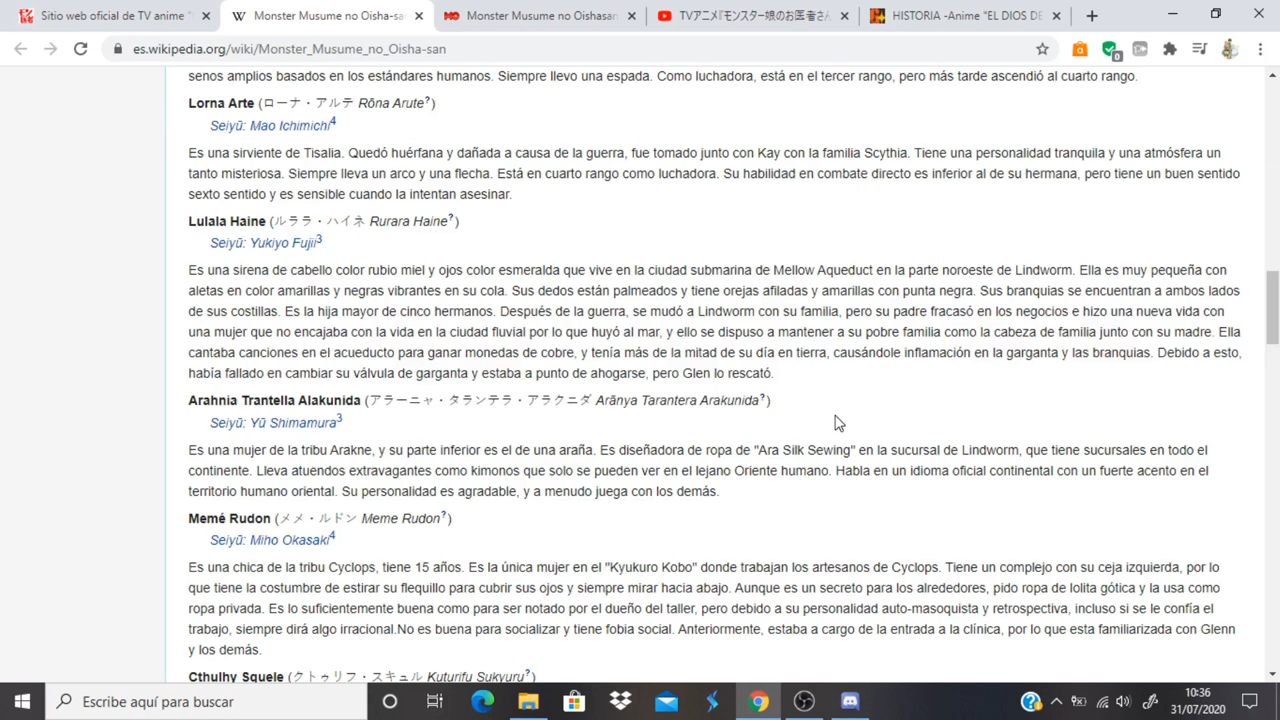 Sitio web oficial de TV anime "
Monster Musume no Oisha-sa
Monster Musume no Oishasan
TVアニメ『モンスター娘のお医者さん
HISTORIA -Anime "EL DIOS DE
es.wikipedia.org/wiki/Monster_Musume_no_Oisha-san
senos amplios basados en los estándares humanos. Siempre llevo una espada. Como luchadora, está en el tercer rango, pero más tarde ascendió al cuarto rango.
Lorna Arte (ローナ・アルテ Rōna Arute?)
Seiyū: Mao Ichimichi4
Es una sirviente de Tisalia. Quedó huérfana y dañada a causa de la guerra, fue tomado junto con Kay con la familia Scythia. Tiene una personalidad tranquila y una atmósfera un
tanto misteriosa. Siempre lleva un arco y una flecha. Está en cuarto rango como luchadora. Su habilidad en combate directo es inferior al de su hermana, pero tiene un buen sentido
sexto sentido y es sensible cuando la intentan asesinar.
Lulala Haine (ルララ・ハイネ Rurara Haine?)
Seiyū: Yukiyo Fujii3
Es una sirena de cabello color rubio miel y ojos color esmeralda que vive en la ciudad submarina de Mellow Aqueduct en la parte noroeste de Lindworm. Ella es muy pequeña con
aletas en color amarillas y negras vibrantes en su cola. Sus dedos están palmeados y tiene orejas afiladas y amarillas con punta negra. Sus branquias se encuentran a ambos lados
de sus costillas. Es la hija mayor de cinco hermanos. Después de la guerra, se mudó a Lindworm con su familia, pero su padre fracasó en los negocios e hizo una nueva vida con
una mujer que no encajaba con la vida en la ciudad fluvial por lo que huyó al mar, y ello se dispuso a mantener a su pobre familia como la cabeza de familia junto con su madre. Ella
cantaba canciones en el acueducto para ganar monedas de cobre, y tenía más de la mitad de su día en tierra, causándole inflamación en la garganta y las branquias. Debido a esto,
había fallado en cambiar su válvula de garganta y estaba a punto de ahogarse, pero Glen lo rescató.
Arahnia Trantella Alakunida (アラーニャ・タランテラ・アラクニダ Arānya Tarantera Arakunida?)
Seiyū: Yū Shimamura3
Es una mujer de la tribu Arakne, y su parte inferior es el de una araña. Es diseñadora de ropa de "Ara Silk Sewing" en la sucursal de Lindworm, que tiene sucursales en todo el
continente. Lleva atuendos extravagantes como kimonos que solo se pueden ver en el lejano Oriente humano. Habla en un idioma oficial continental con un fuerte acento en el
territorio humano oriental. Su personalidad es agradable, y a menudo juega con los demás.
Memé Rudon (メメ・ルドン Meme Rudon?)
Seiyū: Miho Okasaki4
Es una chica de la tribu Cyclops, tiene 15 años. Es la única mujer en el "Kyukuro Kobo" donde trabajan los artesanos de Cyclops. Tiene un complejo con su ceja izquierda, por lo
que tiene la costumbre de estirar su flequillo para cubrir sus ojos y siempre mirar hacia abajo. Aunque es un secreto para los alrededores, pido ropa de lolita gótica y la usa como
ropa privada. Es lo suficientemente buena como para ser notado por el dueño del taller, pero debido a su personalidad auto-masoquista y retrospectiva, incluso si se le confía el
trabajo, siempre dirá algo irracional.No es buena para socializar y tiene fobia social. Anteriormente, estaba a cargo de la entrada a la clínica, por lo que esta familiarizada con Glenn
y los demás.
Cthulhy Squele (クトゥリフ・スキュル Kuturifu Sukyuru?)
Escribe aquí para buscar
10:36
31/07/2020